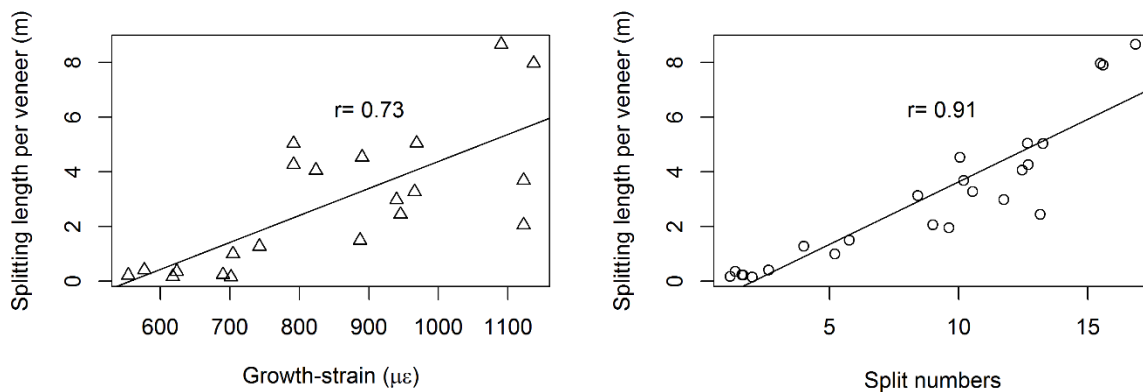 Splitting length per veneer (m)
8
6
4
2
0
r= 0.73
600 700 800 900 1000 1100
Growth-strain (με)
Splitting length per veneer (m)
8
6
4
2
0
r= 0.91
5 10 15
Split numbers